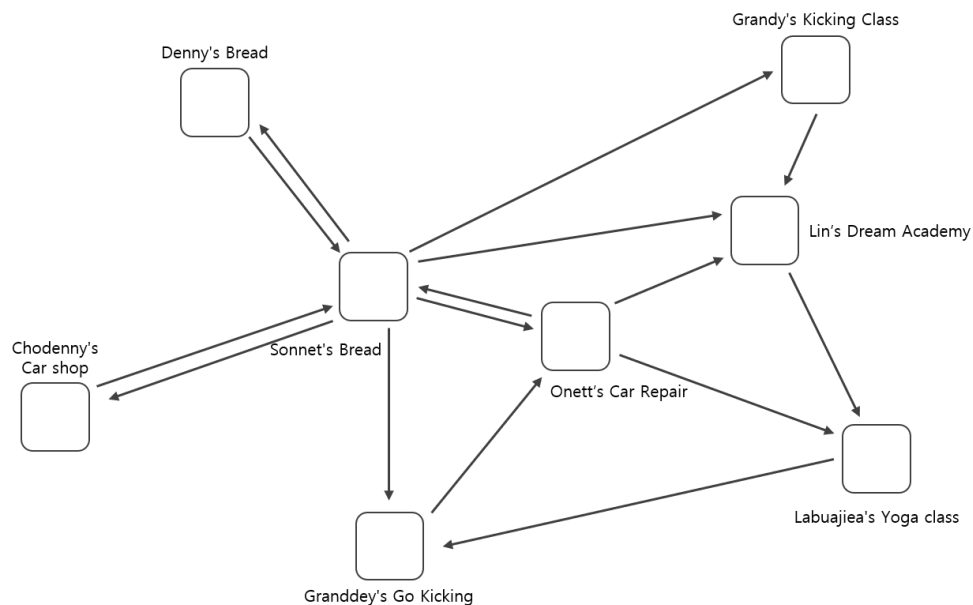 Grandy's Kicking Class
Denny's Bread
Lin's Dream Academy
Chodenny's
Car shop
Sonnet's Bread
Onett's Car Repair
Labuajiea's Yoga class
Granddey's Go Kicking